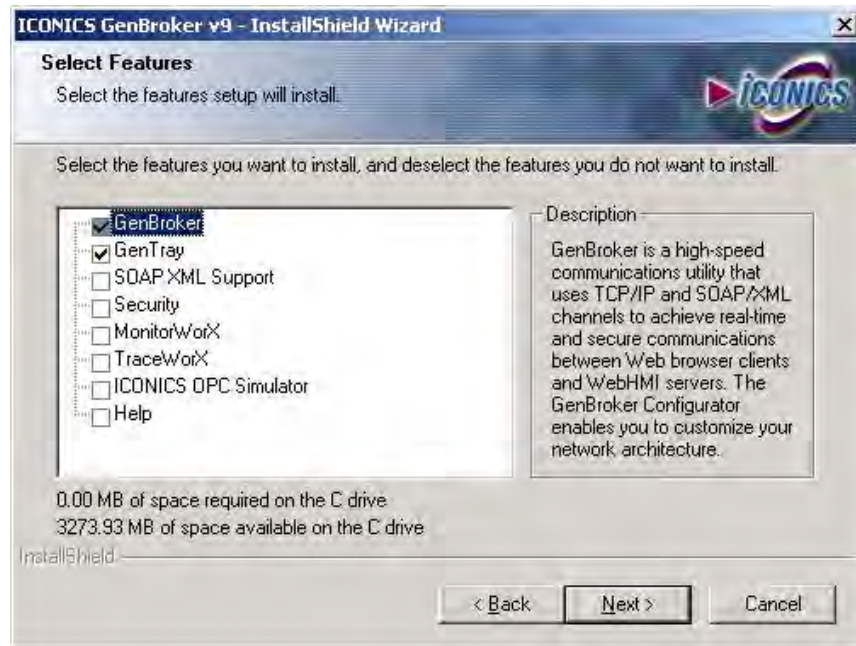 ICONICS GenBroker v9 - InstallShield Wizard
Select Features
Select the features setup will install.
ICONICS
Select the features you want to install, and deselect the features you do not want to install.
GenBroker
GenTray
SOAP XML Support
Security
MonitorWorX
TraceWorX
ICONICS OPC Simulator
Help
Description
GenBroker is a high-speed
communications utility that
uses TCP/IP and SOAP/XML
channels to achieve real-time
and secure communications
between Web browser clients
and WebHMI servers. The
GenBroker Configurator
enables you to customize your
network architecture.
0.00 MB of space required on the C drive
3273.93 MB of space available on the C drive
InstallShield
< Back
Next >
Cancel